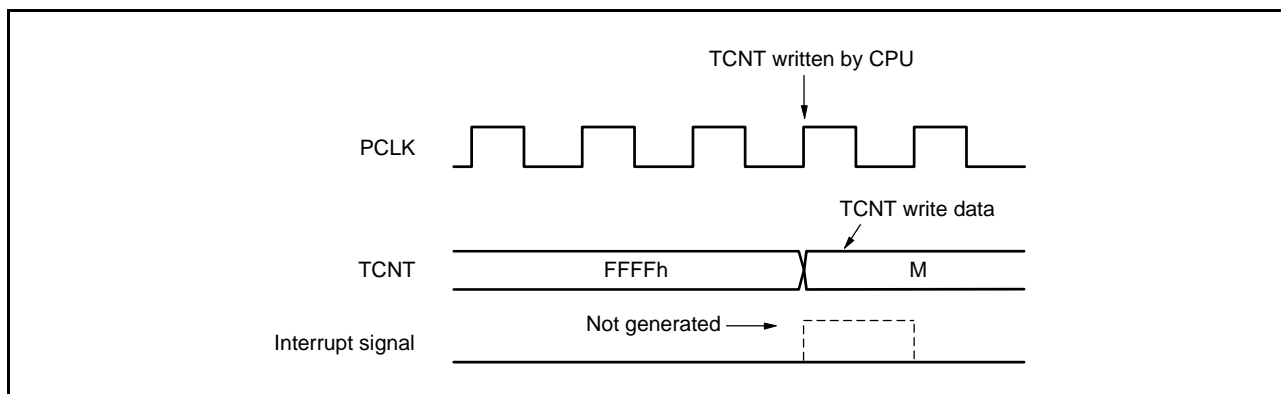 TCNT written by CPU
PCLK
TCNT write data
TCNT
FFFFh
M
Not generated
Interrupt signal